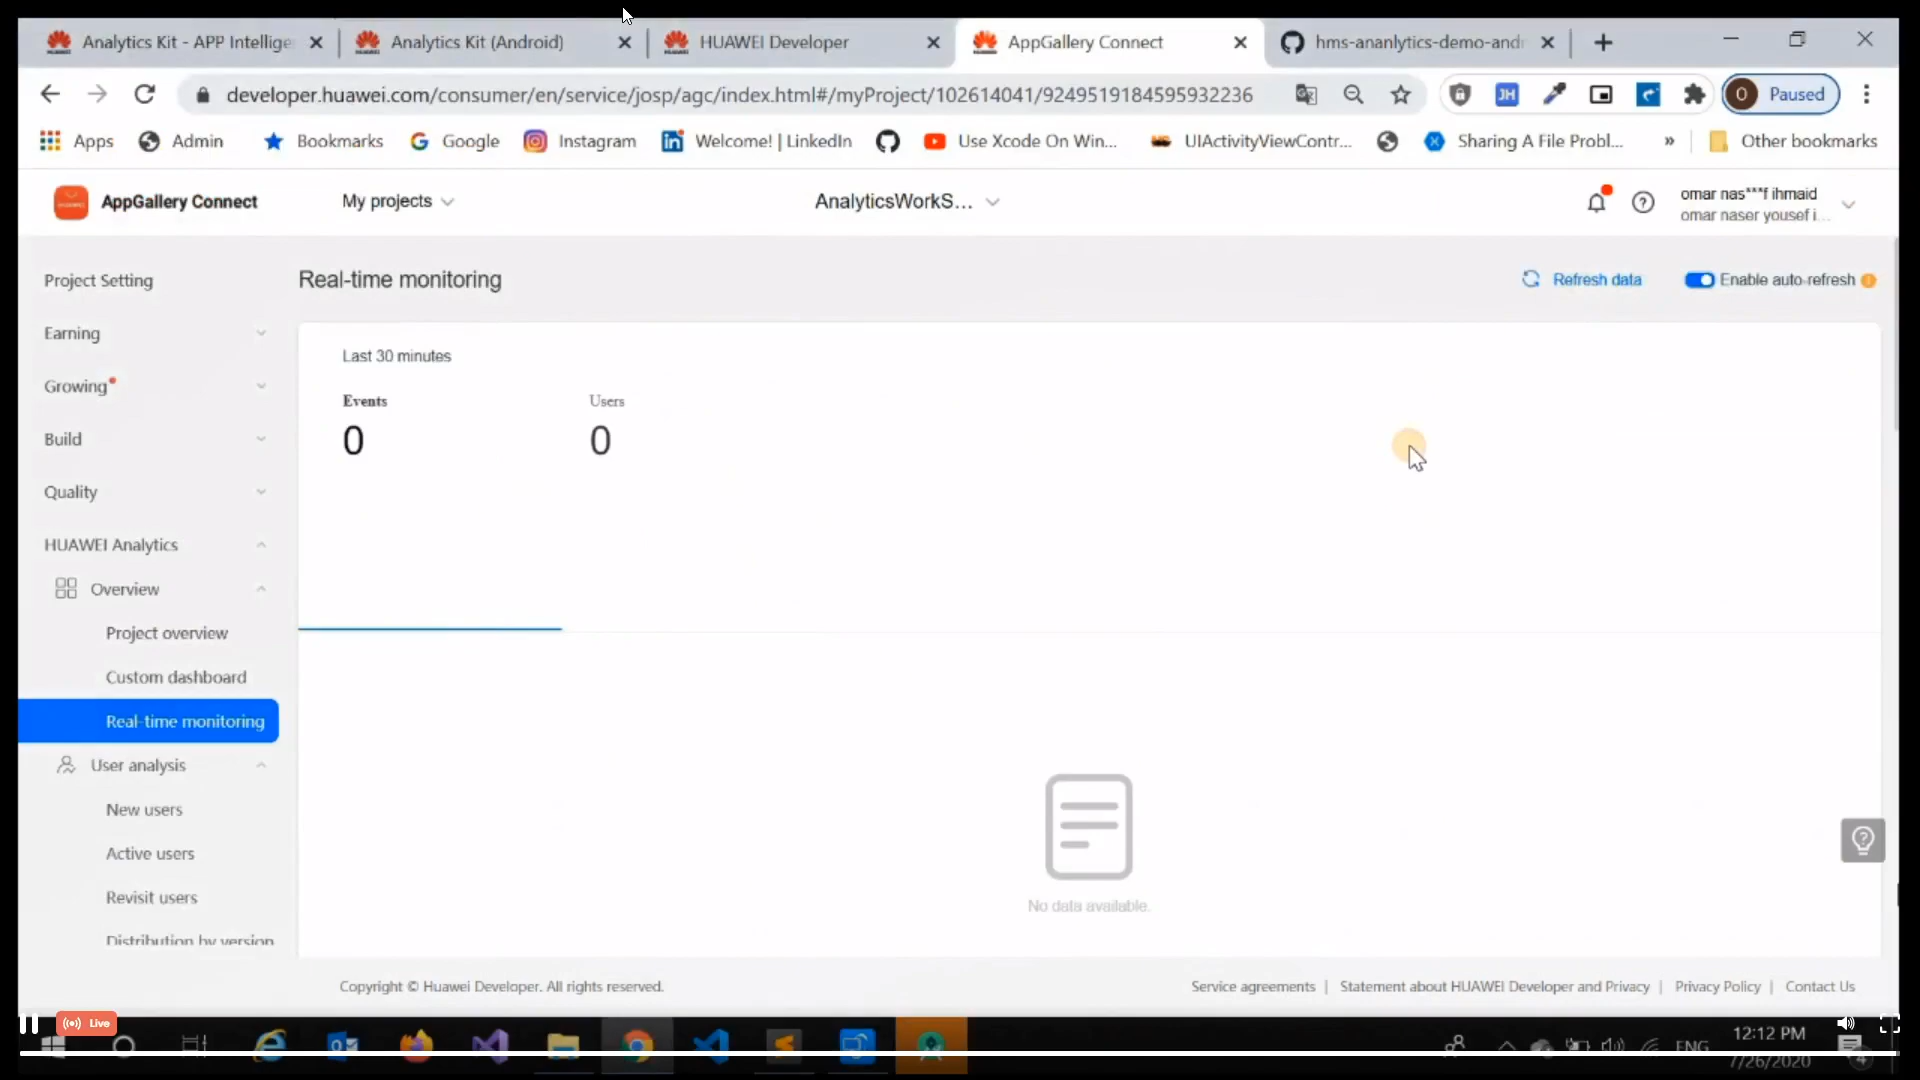 Analytics Kit - APP Intellige
Analytics Kit (Android)
HUAWEI Developer
AppGallery Connect
hms-ananlytics-demo-andr
developer.huawei.com/consumer/en/service/josp/agc/index.html#/myProject/102614041/9249519184595932236
JH
O Paused
Apps
Admin
Bookmarks
Google
Instagram
Welcome! | LinkedIn
Use Xcode On Win...
UIActivityViewContr...
Sharing A File Probl...
»
Other bookmarks
AppGallery Connect
My projects
AnalyticsWorkS...
omar nas***f ihmaid
omar naser yousef i...
Project Setting
Real-time monitoring
Refresh data
Enable auto-refresh
Earning
Last 30 minutes
Growing
Events
Users
Build
0
0
Quality
HUAWEI Analytics
Overview
Project overview
Custom dashboard
Real-time monitoring
User analysis
New users
Active users
Revisit users
No data available.
Distribution by version
Copyright © Huawei Developer. All rights reserved.
Service agreements | Statement about HUAWEI Developer and Privacy | Privacy Policy | Contact Us
Live
ENG
12:12 PM
7/26/2020
4